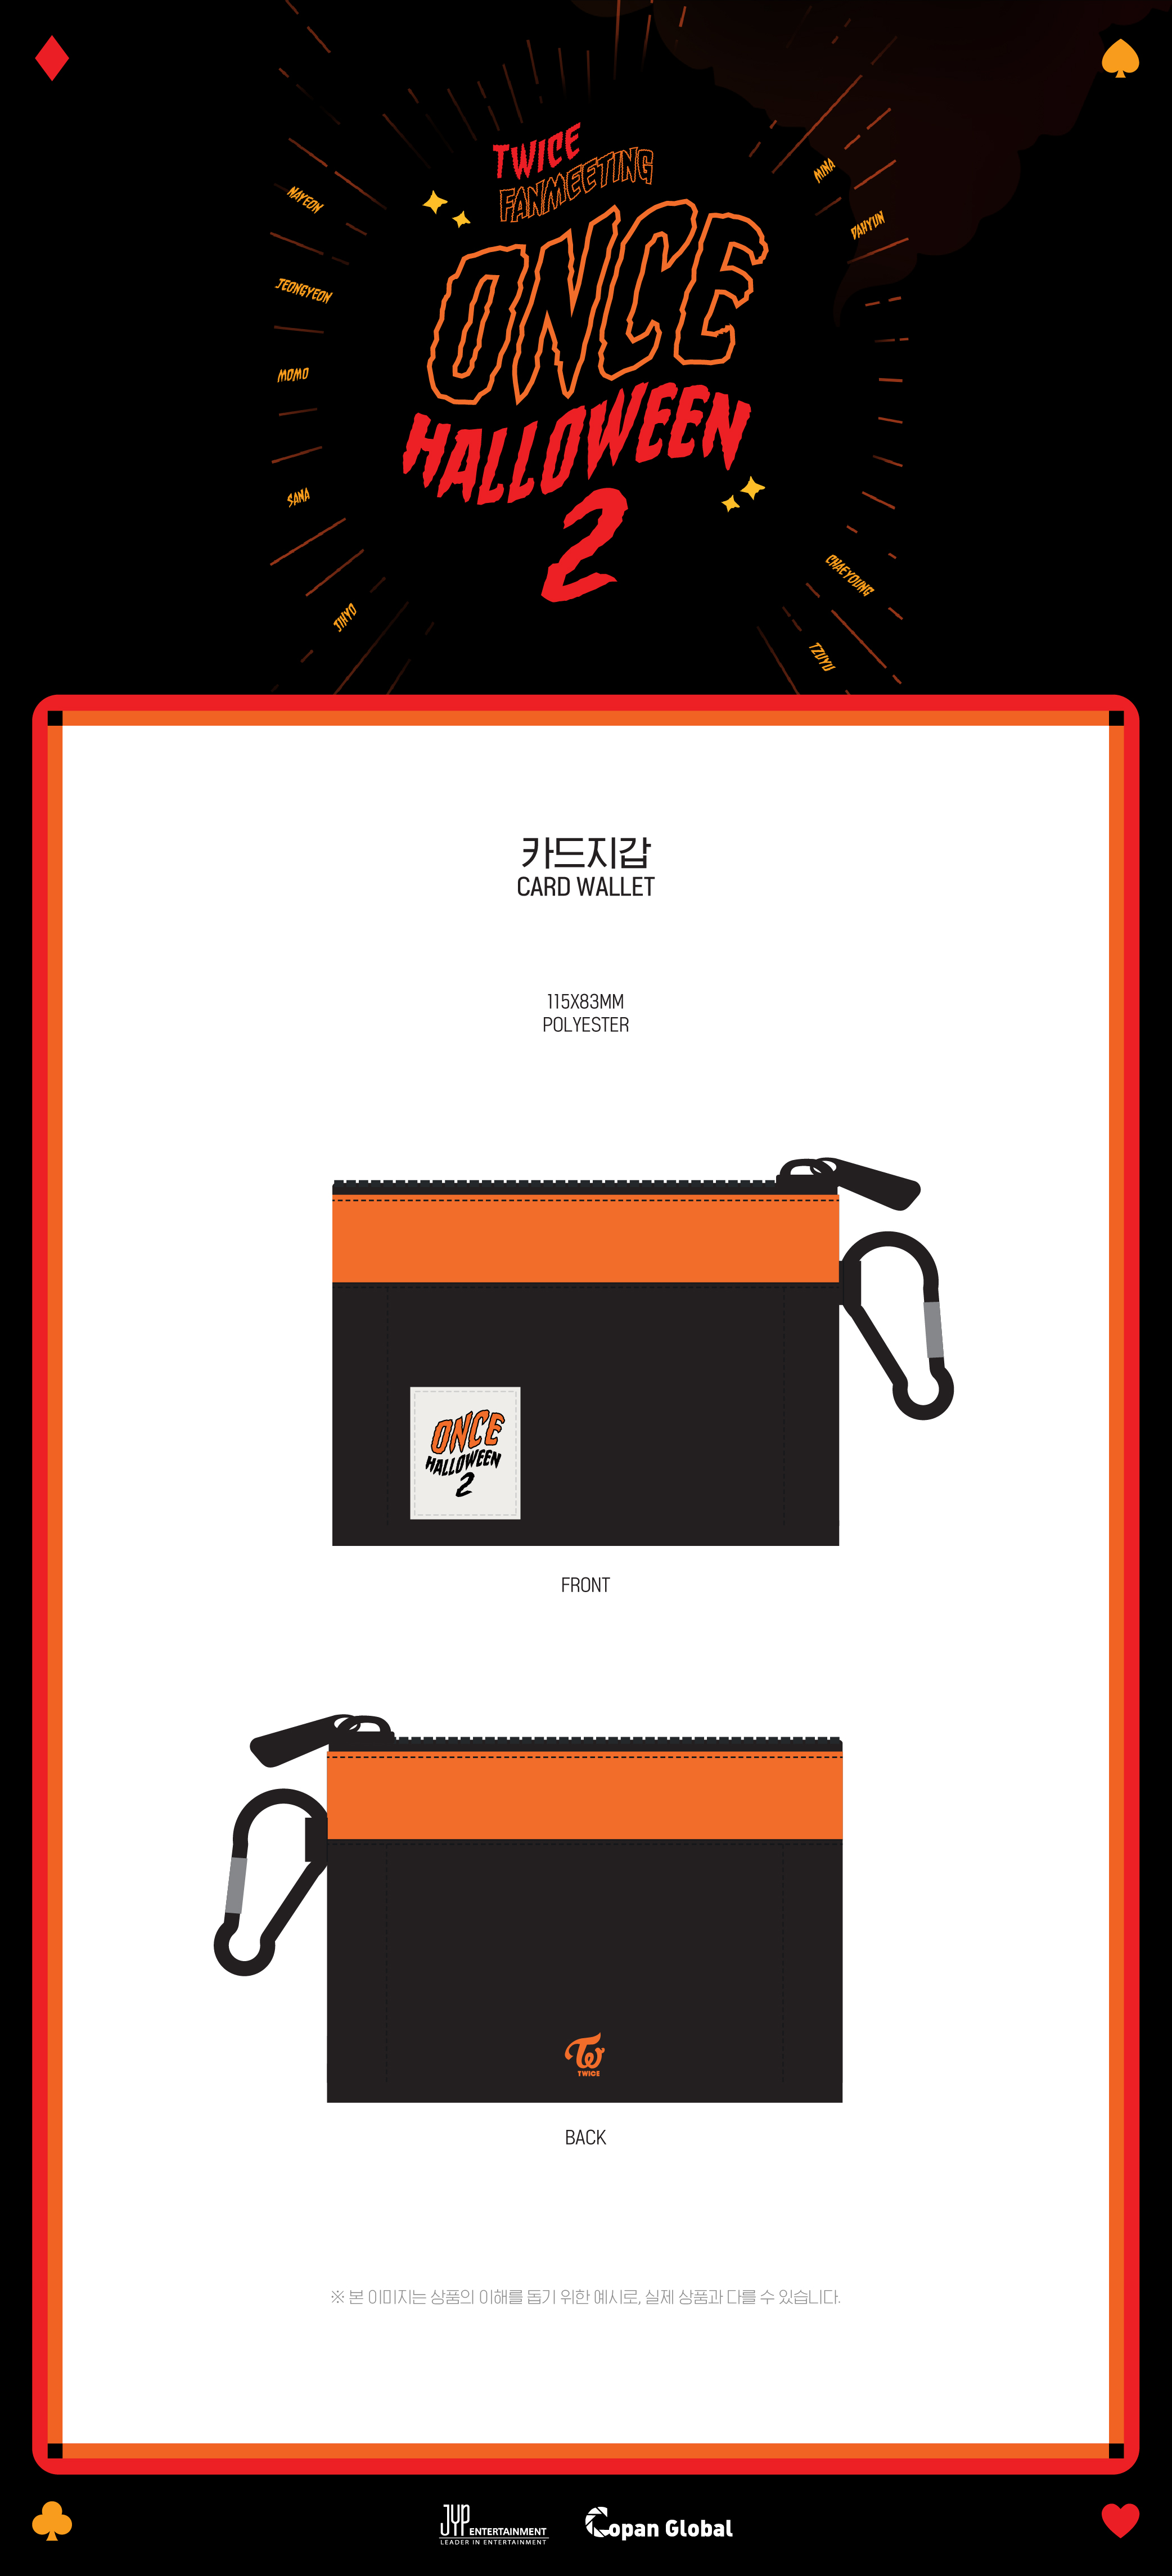 TWICE
FANMEETING
ONCE
HALLOWEEN
2
NAYEON
JEONGYEON
MOMO
SANA
JIHYO
MINA
DAHYUN
CHAEYOUNG
TZUYU
카드지갑
CARD WALLET
115X83MM
POLYESTER
ONCE
HALLOWEEN
2
FRONT
TW
TWICE
BACK
※ 본 이미지는 상품의 이해를 돕기 위한 예시로, 실제 상품과 다를 수 있습니다.
JYP ENTERTAINMENT
LEADER IN ENTERTAINMENT
Copan Global